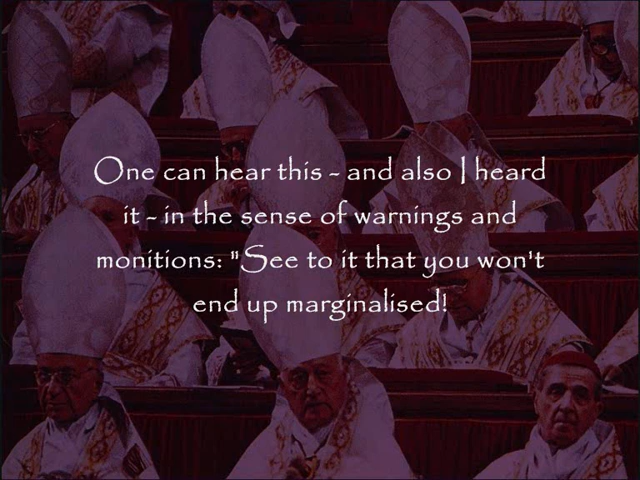 One can hear this - and also I heard
it - in the sense of warnings and
monitions: "See to it that you won't
end up marginalised!